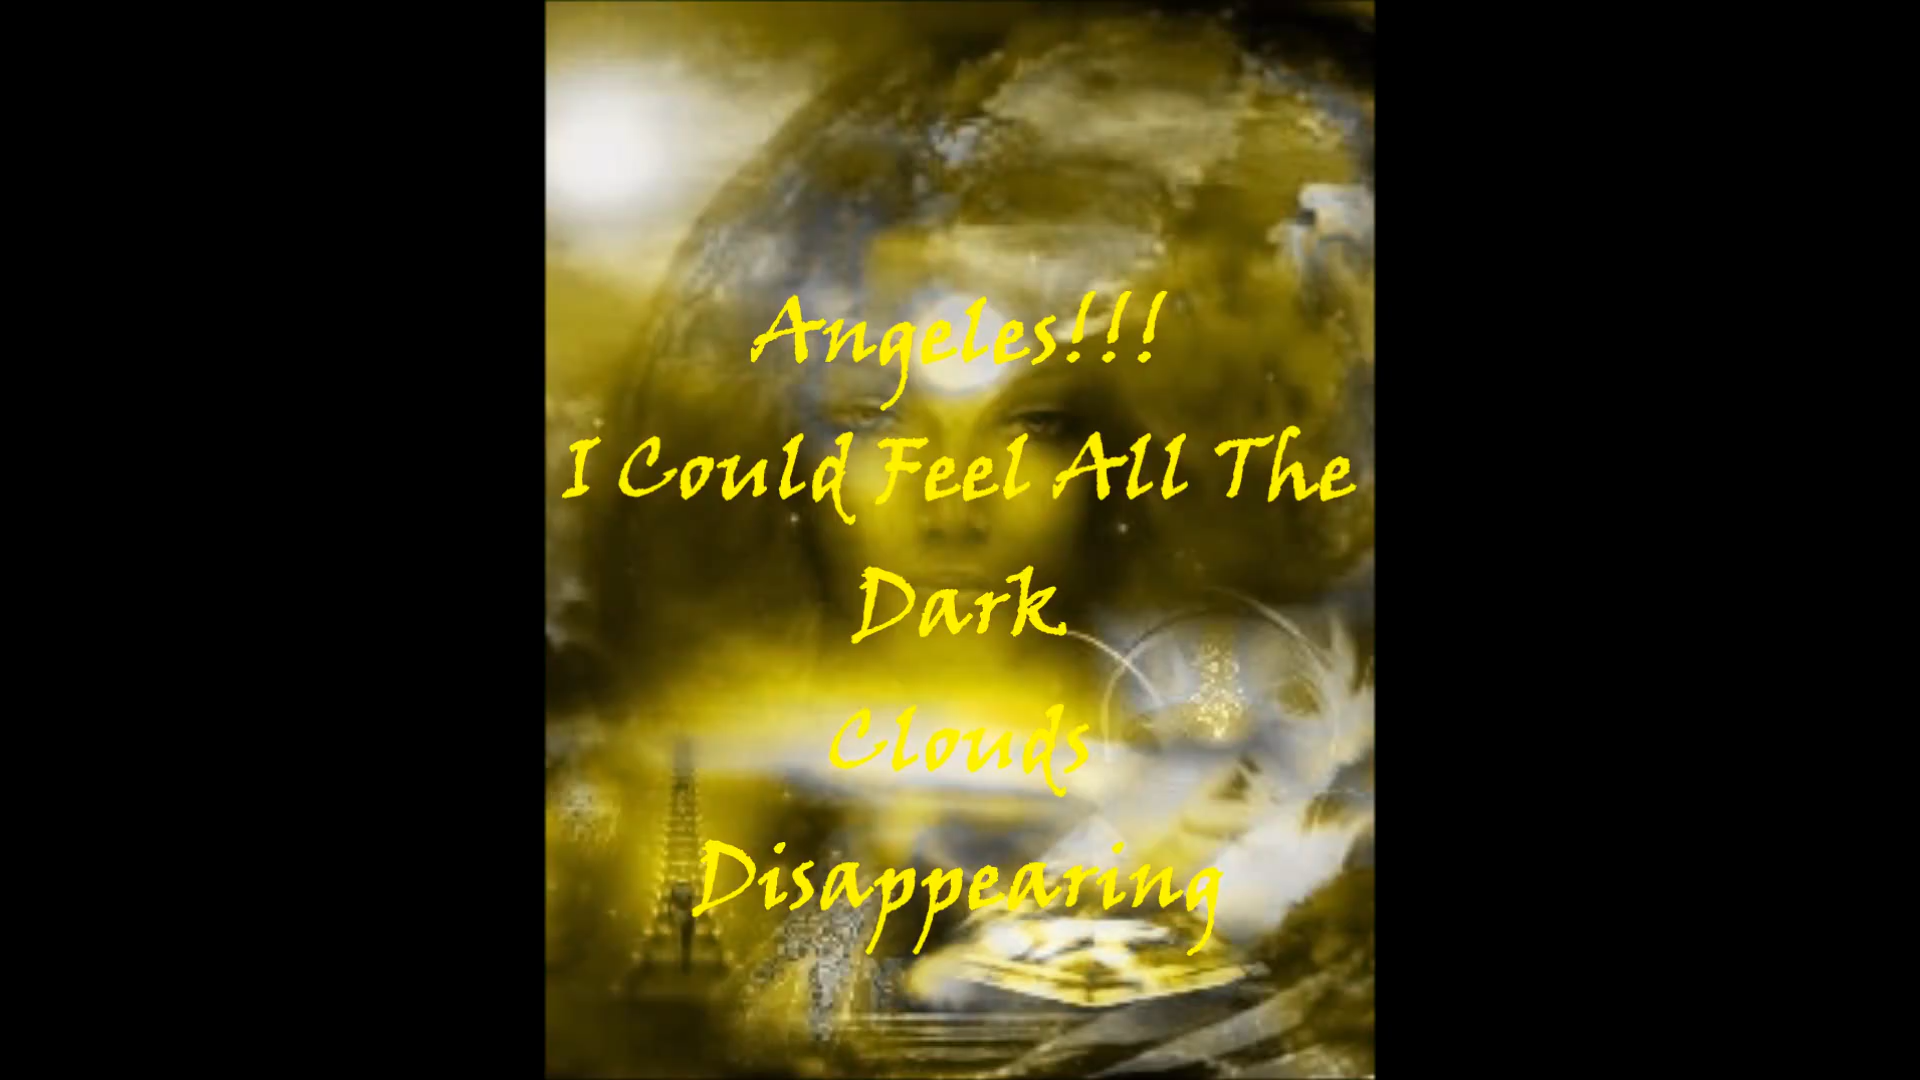 Angeles!!!
I Could Feel All The
Dark
Clouds
Disappearing